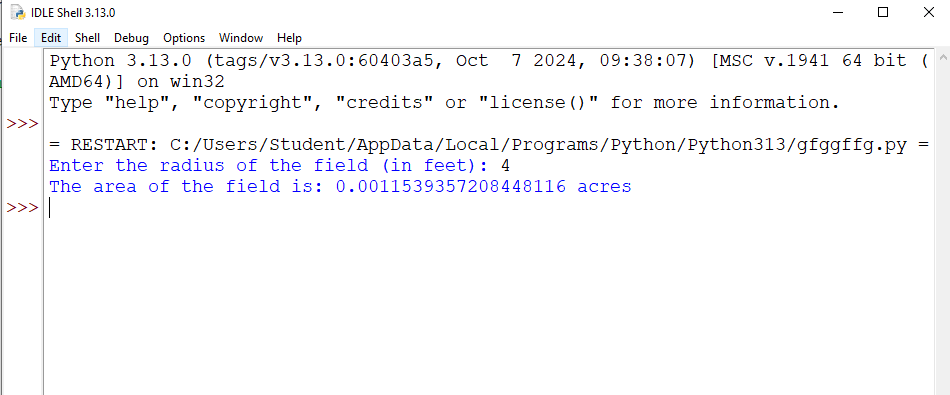 IDLE Shell 3.13.0
File Edit Shell Debug Options Window Help
Python 3.13.0 (tags/v3.13.0:60403a5, Oct  7 2024, 09:38:07) [MSC v.1941 64 bit (
AMD64)] on win32
Type "help", "copyright", "credits" or "license()" for more information.
>>>
= RESTART: C:/Users/Student/AppData/Local/Programs/Python/Python313/gfggffg.py =
Enter the radius of the field (in feet): 4
The area of the field is: 0.0011539357208448116 acres
>>>